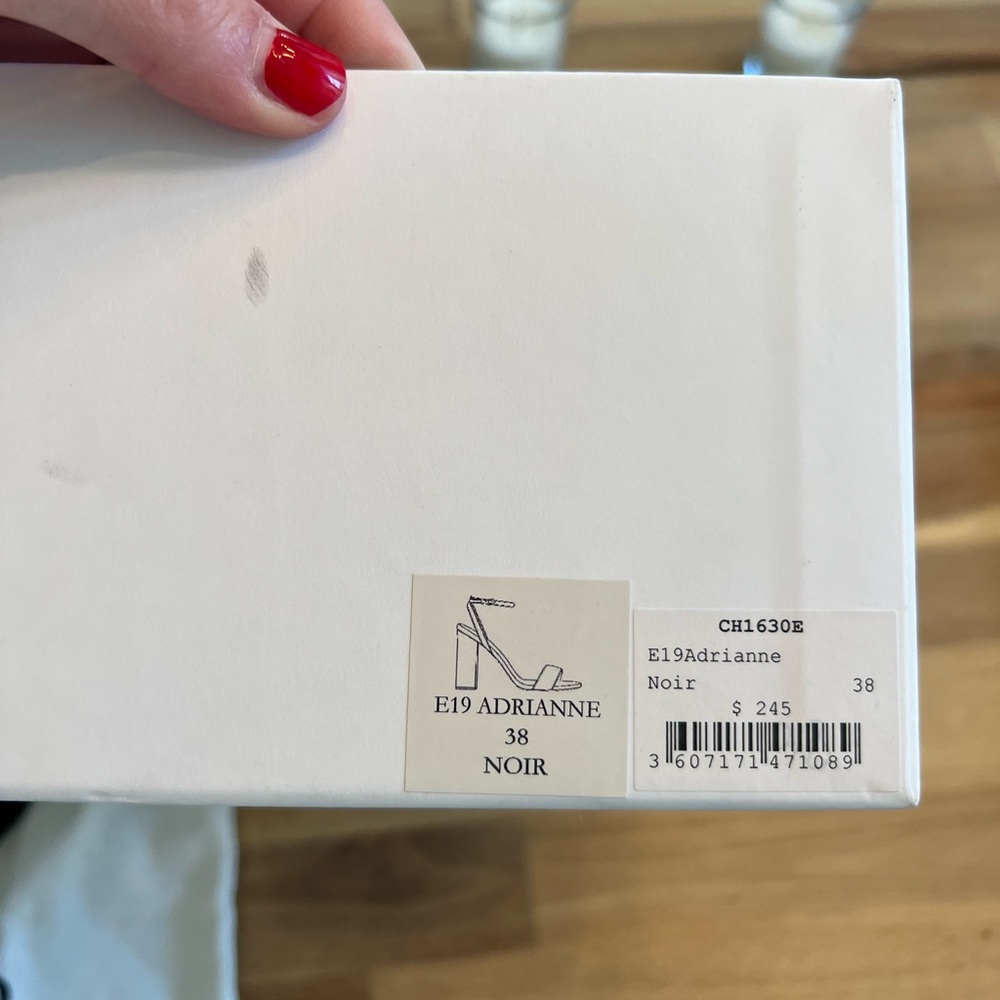 E19 ADRIANNE
38
NOIR
CH1630E
E19Adrianne
Noir 38
$ 245
3 607171 471089